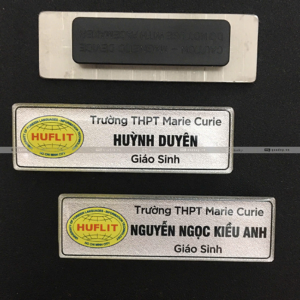 Trường THPT Marie Curie
HUFLIT
HUỲNH DUYÊN
Giáo Sinh
Trường THPT Marie Curie
HUFLIT
NGUYỄN NGỌC KIỀU ANH
Giáo Sinh